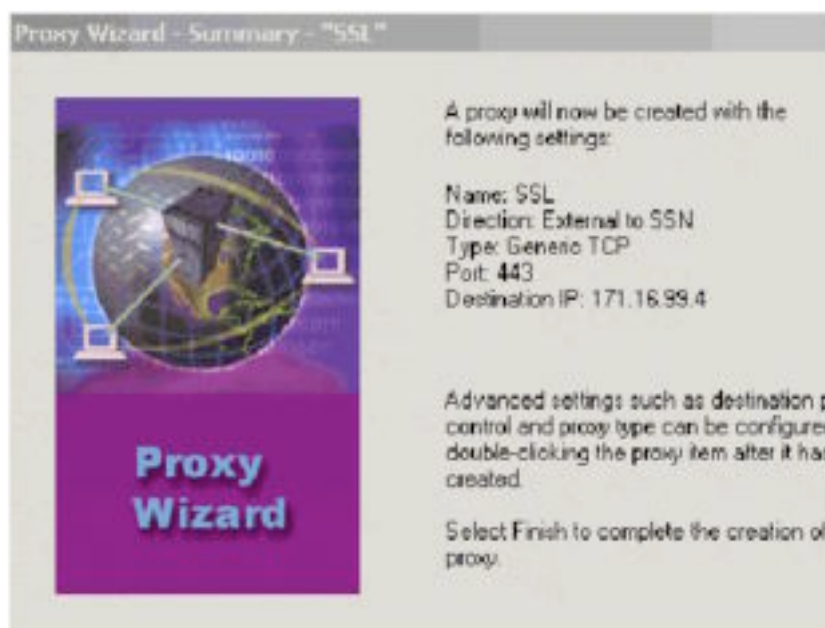 Proxy Wizard - Summary - "SSL"
A proxy will now be created with the
following settings:
Name: SSL
Direction: External to SSN
Type: Generic TCP
Port: 443
Destination IP: 171.16.99.4
Advanced settings such as destination p
control and proxy type can be configured
double-clicking the proxy item after it has
created.
Select Finish to complete the creation of
proxy.
Proxy
Wizard